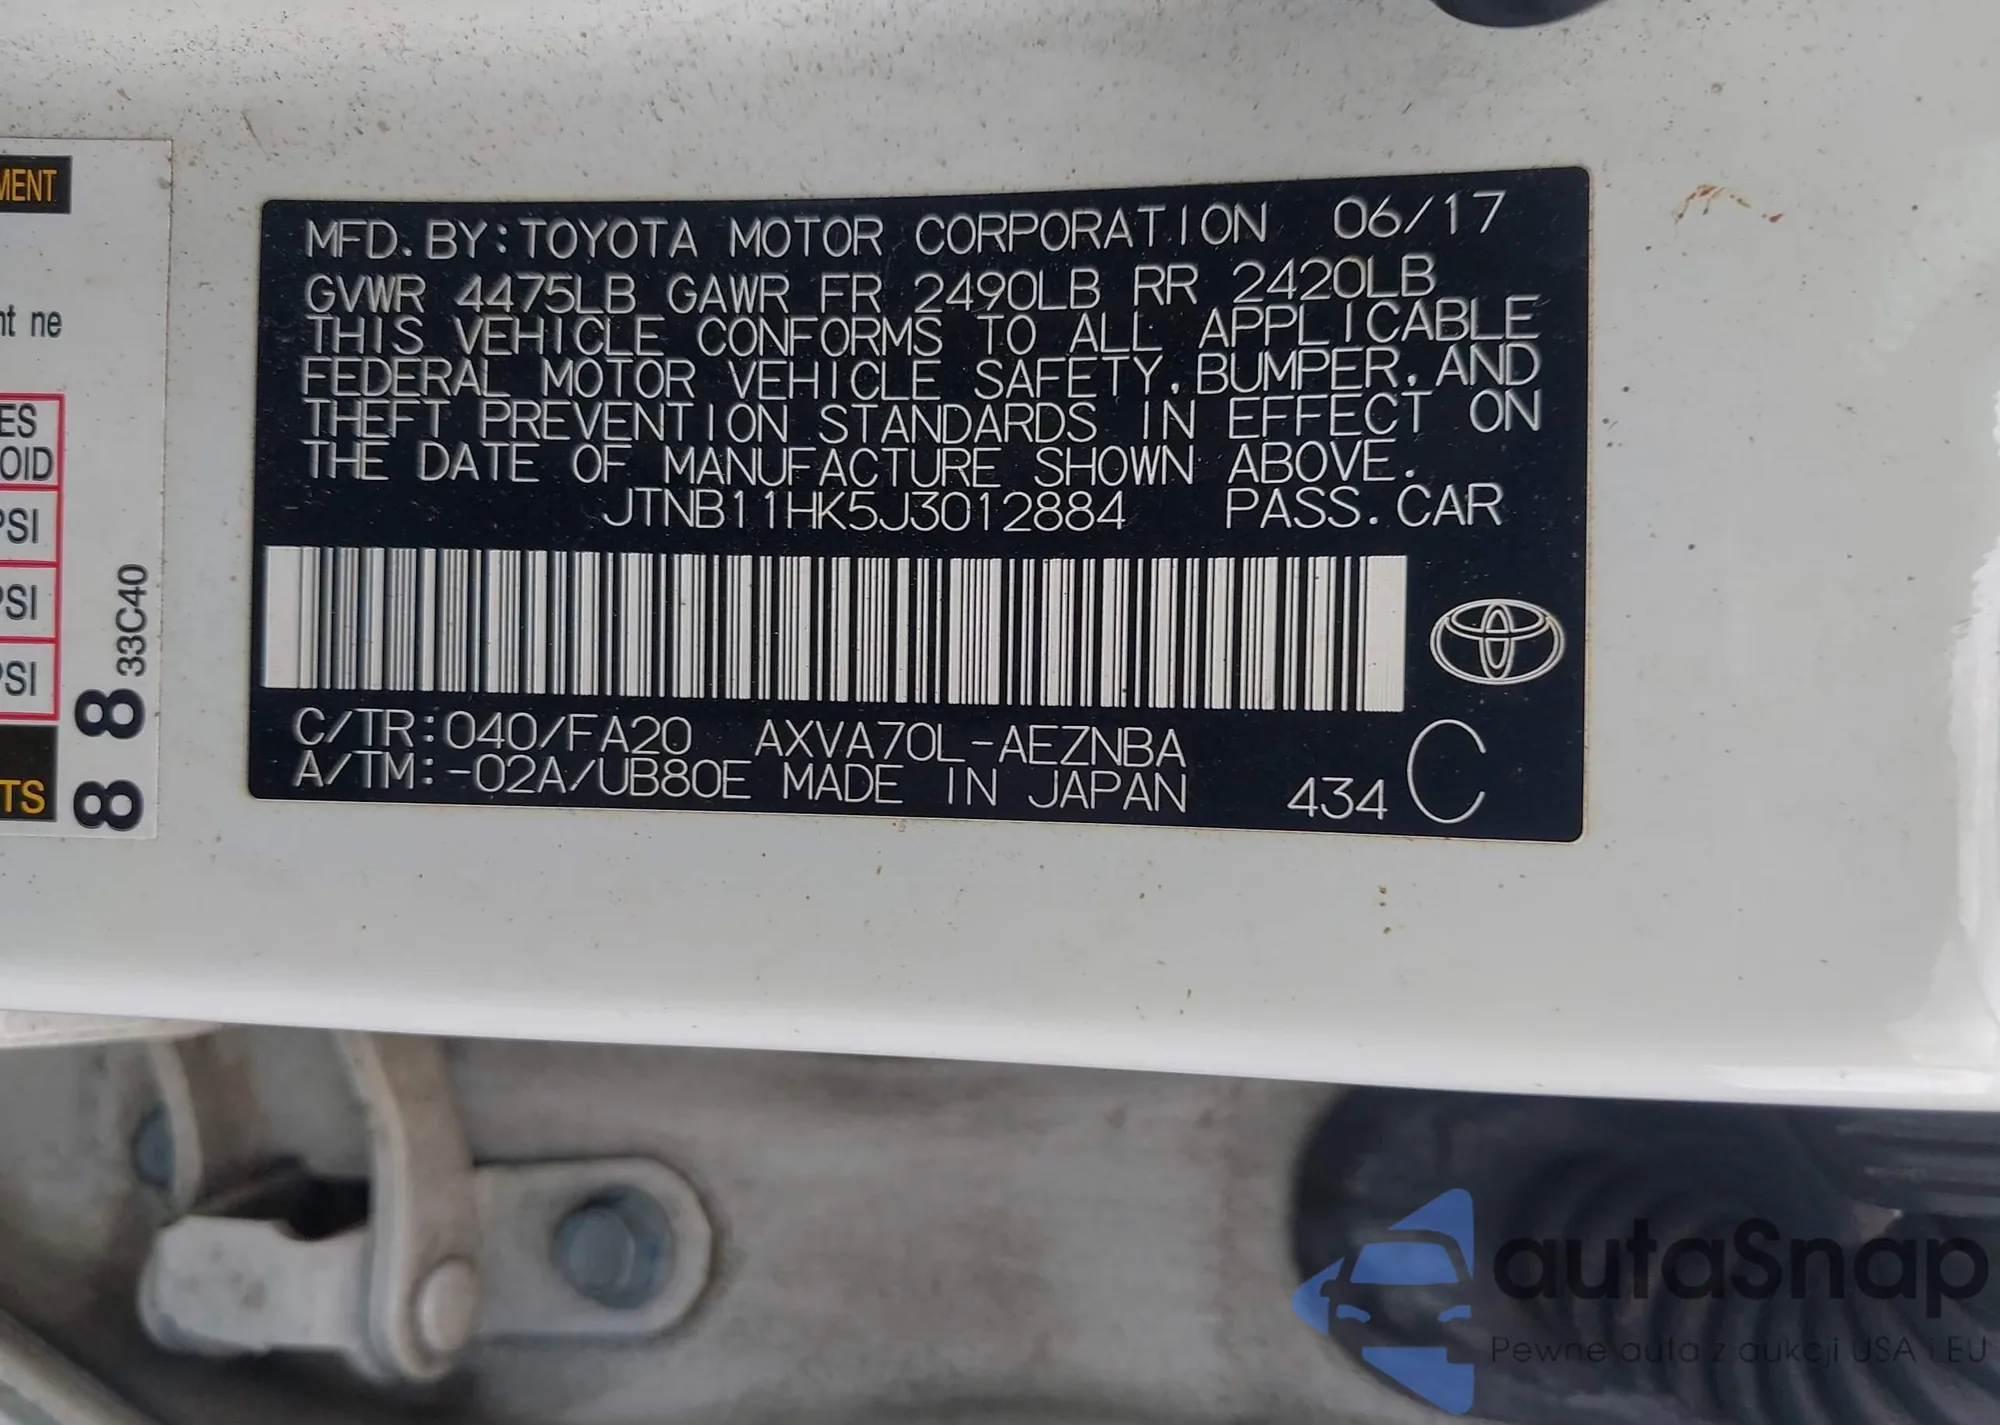 MENT
nt ne
ES
OID
PSI
PSI
PSI
TS
33C40
8 8
MFD. BY: TOYOTA MOTOR CORPORATION 06/17
GVWR 4475LB GAWR FR 2490LB RR 2420LB
THIS VEHICLE CONFORMS TO ALL APPLICABLE
FEDERAL MOTOR VEHICLE SAFETY, BUMPER, AND
THEFT PREVENTION STANDARDS IN EFFECT ON
THE DATE OF MANUFACTURE SHOWN ABOVE.
JTNB11HK5J3012884 PASS. CAR
C/TR: 040/FA20 AXVA70L-AEZNBA
A/TM: -02A/UB80E MADE IN JAPAN 434 C
autaSnap
Pewne auta z aukcji USA i EU